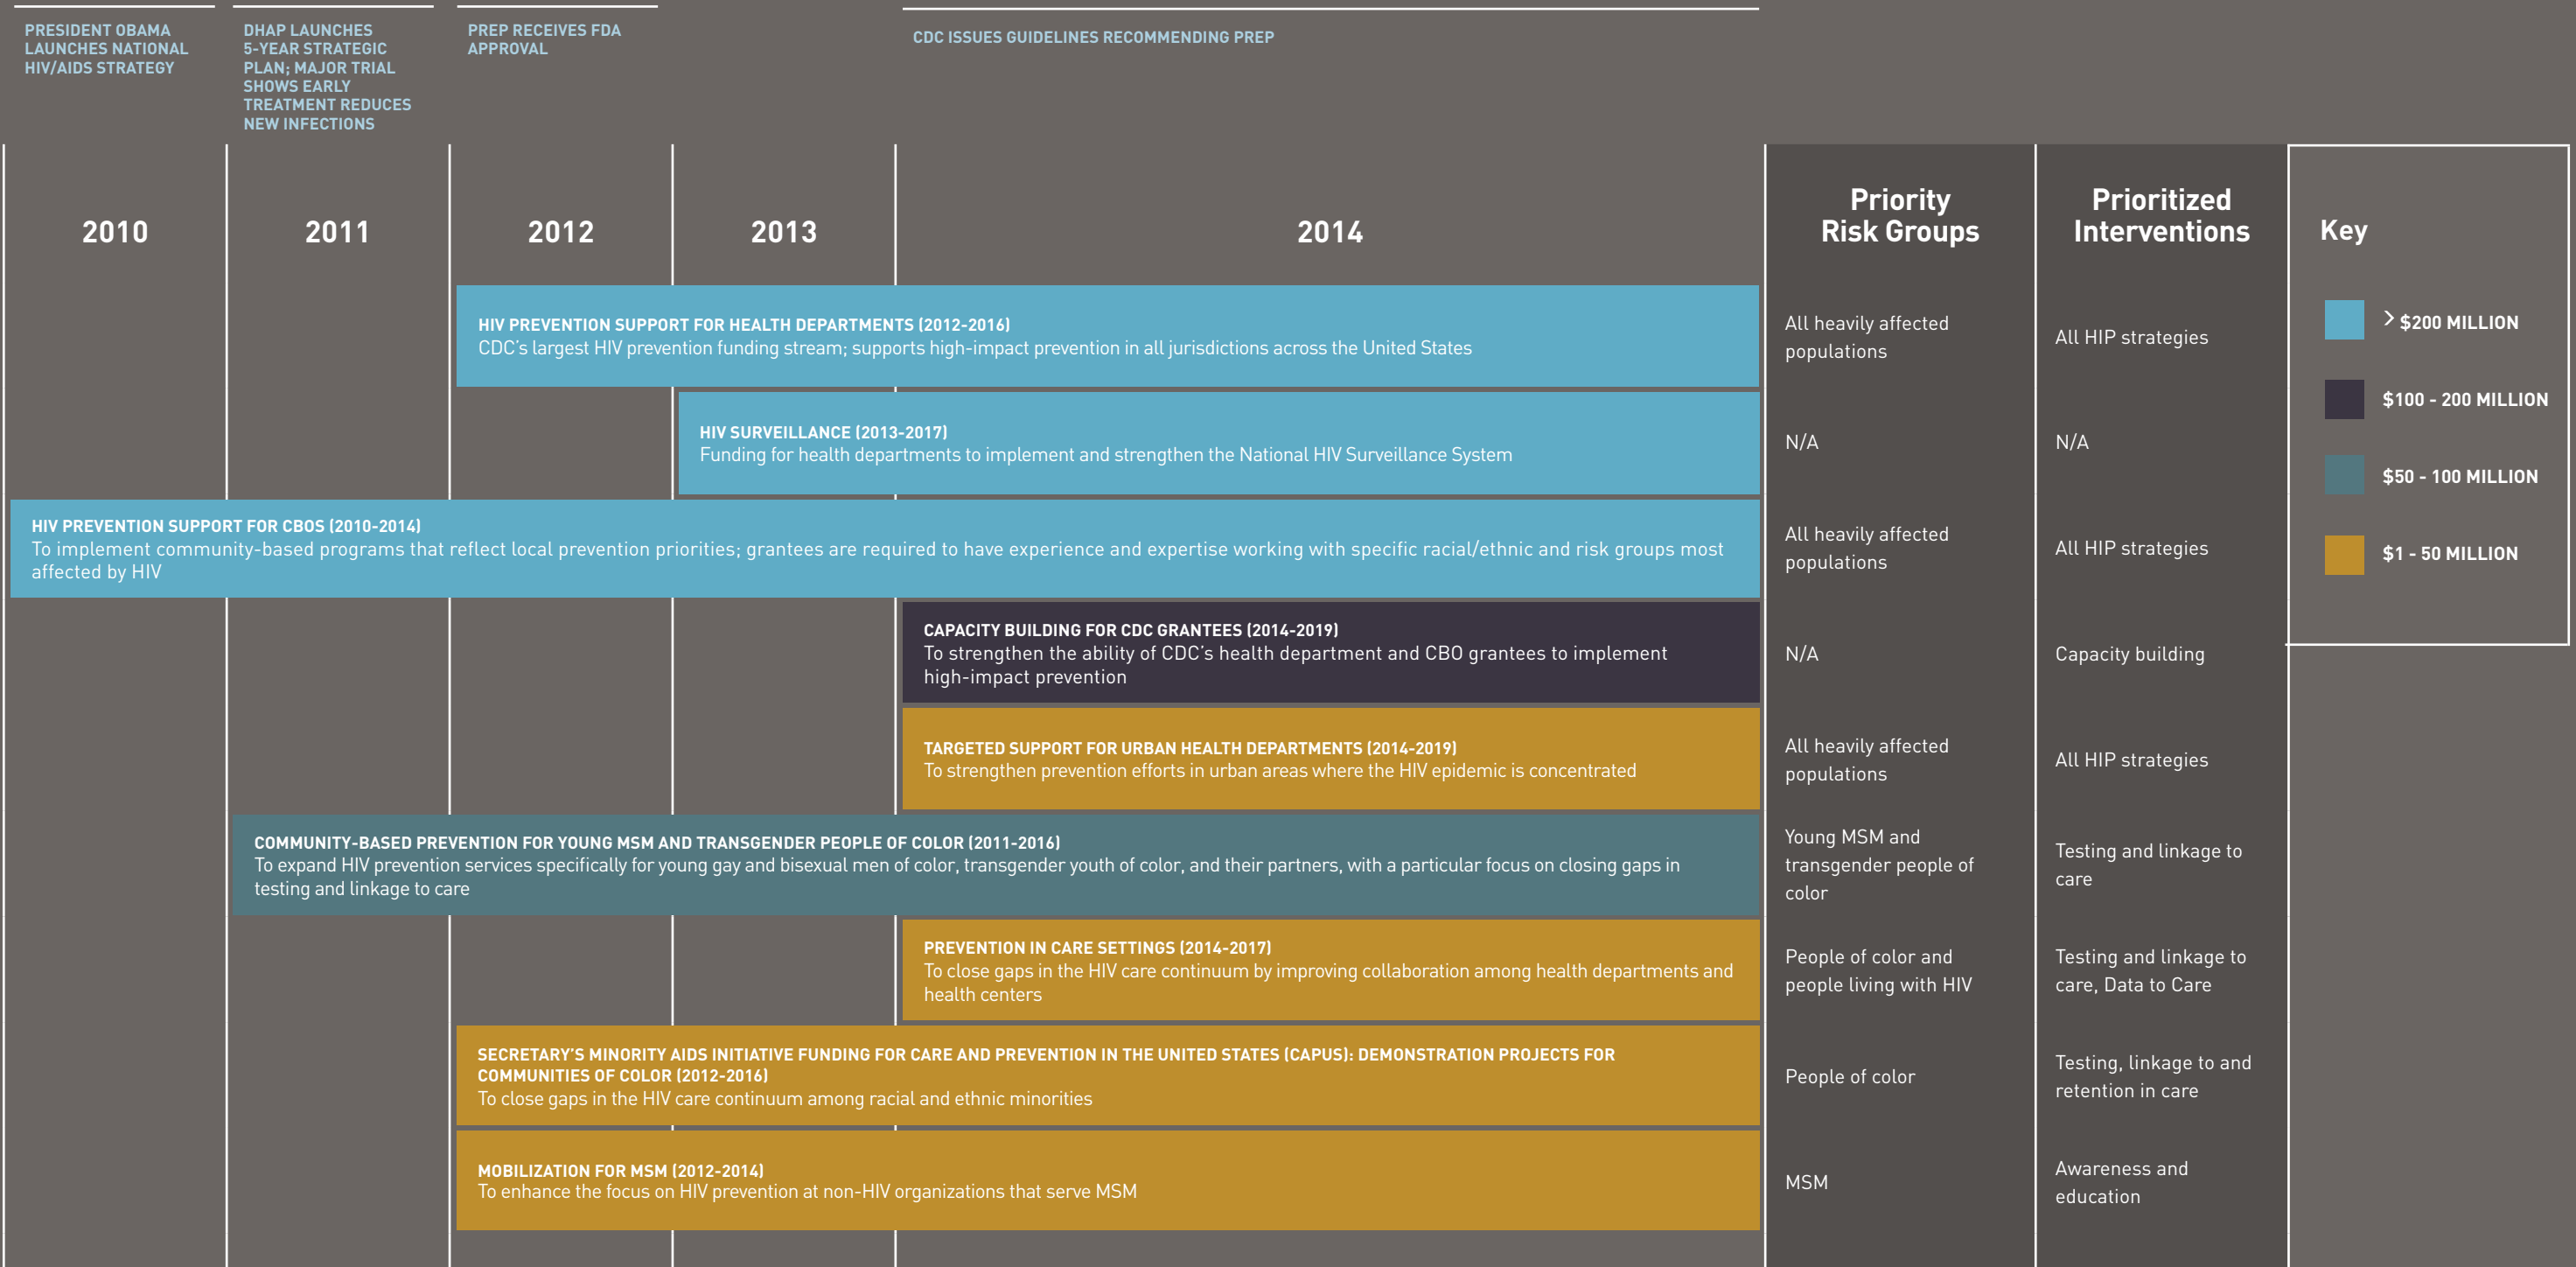 PRESIDENT OBAMA
LAUNCHES NATIONAL
HIV/AIDS STRATEGY
DHAP LAUNCHES
5-YEAR STRATEGIC
PLAN; MAJOR TRIAL
SHOWS EARLY
TREATMENT REDUCES
NEW INFECTIONS
PREP RECEIVES FDA
APPROVAL
CDC ISSUES GUIDELINES RECOMMENDING PREP
2010
2011
2012
2013
2014
Priority
Risk Groups
Prioritized
Interventions
Key
HIV PREVENTION SUPPORT FOR HEALTH DEPARTMENTS (2012-2016)
CDC’s largest HIV prevention funding stream; supports high-impact prevention in all jurisdictions across the United States
All heavily affected
populations
All HIP strategies
HIV SURVEILLANCE (2013-2017)
Funding for health departments to implement and strengthen the National HIV Surveillance System
N/A
N/A
HIV PREVENTION SUPPORT FOR CBOS (2010-2014)
To implement community-based programs that reflect local prevention priorities; grantees are required to have experience and expertise working with specific racial/ethnic and risk groups most
affected by HIV
All heavily affected
populations
All HIP strategies
CAPACITY BUILDING FOR CDC GRANTEES (2014-2019)
To strengthen the ability of CDC’s health department and CBO grantees to implement
high-impact prevention
N/A
Capacity building
TARGETED SUPPORT FOR URBAN HEALTH DEPARTMENTS (2014-2019)
To strengthen prevention efforts in urban areas where the HIV epidemic is concentrated
All heavily affected
populations
All HIP strategies
COMMUNITY-BASED PREVENTION FOR YOUNG MSM AND TRANSGENDER PEOPLE OF COLOR (2011-2016)
To expand HIV prevention services specifically for young gay and bisexual men of color, transgender youth of color, and their partners, with a particular focus on closing gaps in
testing and linkage to care
Young MSM and
transgender people of
color
Testing and linkage to
care
PREVENTION IN CARE SETTINGS (2014-2017)
To close gaps in the HIV care continuum by improving collaboration among health departments and
health centers
People of color and
people living with HIV
Testing and linkage to
care, Data to Care
SECRETARY’S MINORITY AIDS INITIATIVE FUNDING FOR CARE AND PREVENTION IN THE UNITED STATES (CAPUS): DEMONSTRATION PROJECTS FOR
COMMUNITIES OF COLOR (2012-2016)
To close gaps in the HIV care continuum among racial and ethnic minorities
People of color
Testing, linkage to and
retention in care
MOBILIZATION FOR MSM (2012-2014)
To enhance the focus on HIV prevention at non-HIV organizations that serve MSM
MSM
Awareness and
education
> $200 MILLION
$100 - 200 MILLION
$50 - 100 MILLION
$1 - 50 MILLION